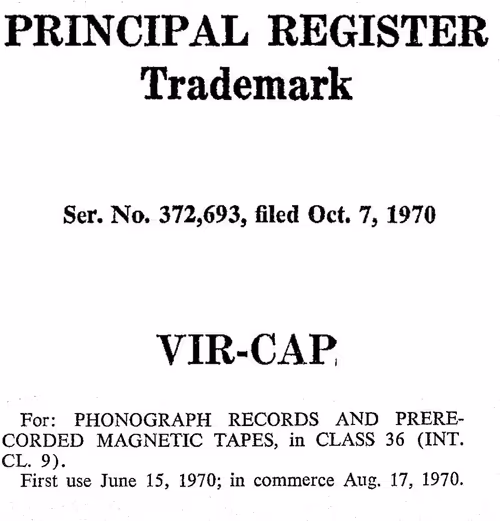 PRINCIPAL REGISTER
Trademark
Ser. No. 372,693, filed Oct. 7, 1970
VIR-CAP
For: PHONOGRAPH RECORDS AND PRERE-
CORDED MAGNETIC TAPES, in CLASS 36 (INT.
CL. 9).
First use June 15, 1970; in commerce Aug. 17, 1970.